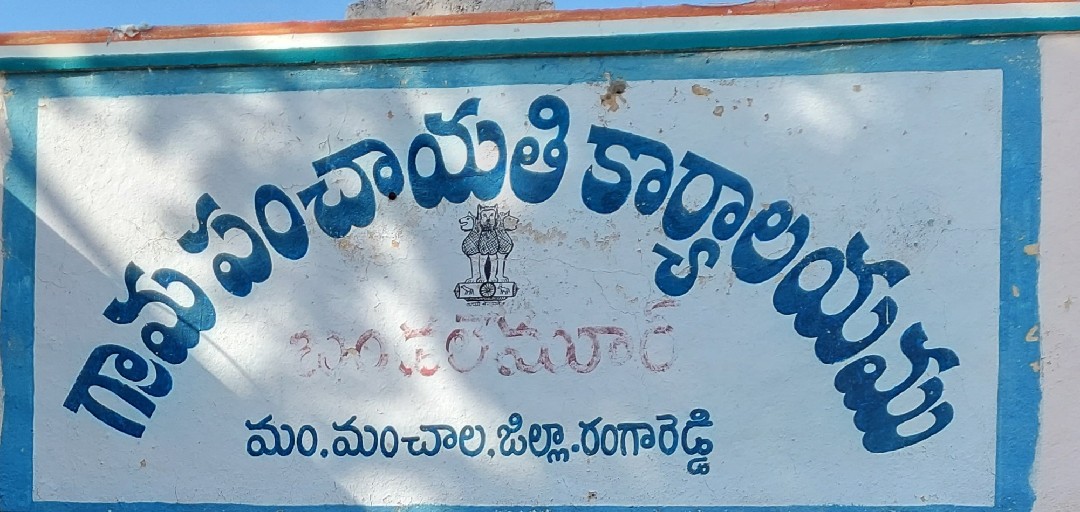 గ్రామ పంచాయతి కార్యాలయము
బండలేమూర్
మం.మంచాల.జిల్లా.రంగారెడ్డి